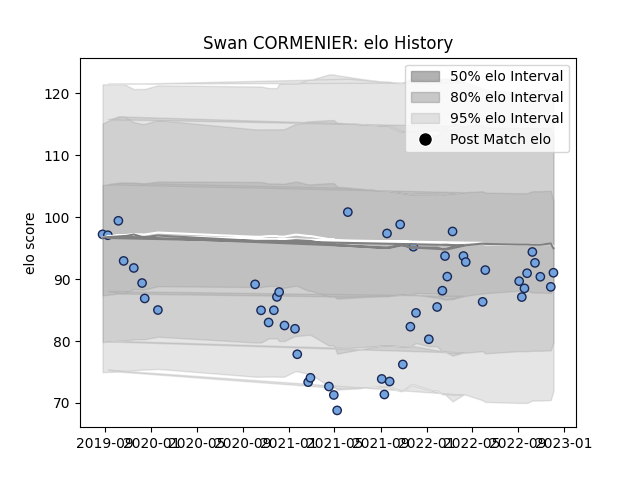 Swan CORMENIER: elo History
50% elo Interval
80% elo Interval
95% elo Interval
Post Match elo
elo score
120
110
100
90
80
70
2019-09 2020-01 2020-05 2020-09 2021-01 2021-05 2021-09 2022-01 2022-05 2022-09 2023-01